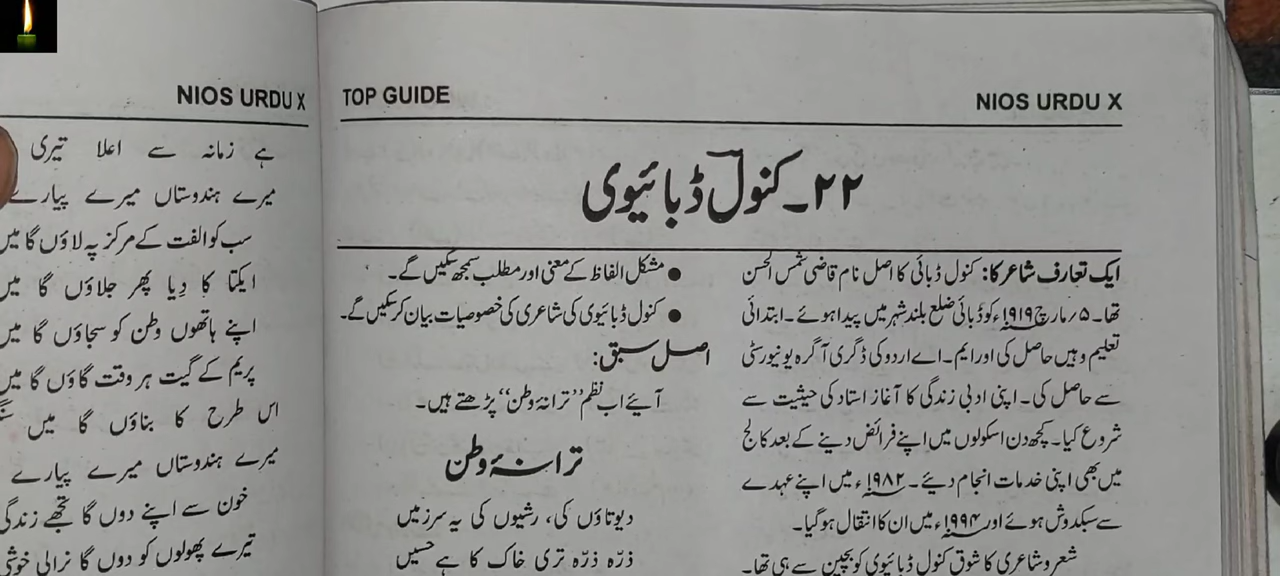 TOP GUIDE
NIOS URDU X
۲۲۔ کنول ڈبائیوی
ایک تعارف شاعر کا: کنول ڈبائی کا اصل نام قاضی شمس الحسن
تھا۔ ۵؍ مارچ ۱۹۱۹ء کو ڈبائی ضلع بلند شہر میں پیدا ہوئے۔ ابتدائی
تعلیم وہیں حاصل کی اور ایم۔ اے اردو کی ڈگری آگرہ یونیورسٹی
سے حاصل کی۔ اپنی ادبی زندگی کا آغاز استاد کی حیثیت سے
شروع کیا۔ کچھ دن اسکولوں میں اپنے فرائض دینے کے بعد کالج
میں بھی اپنی خدمات انجام دیئے۔ ۱۹۸۲ء میں اپنے عہدے
سے سبکدوش ہوئے اور ۱۹۹۴ء میں ان کا انتقال ہوگیا۔
شعر و شاعری کا شوق کنول ڈبائیوی کو بچپن سے ہی تھا۔
● مشکل الفاظ کے معنی اور مطلب سمجھ سکیں گے۔
● کنول ڈبائیوی کی شاعری کی خصوصیات بیان کرسکیں گے۔
اصل سبق:
آیئے اب نظم ’’ترانۂ وطن‘‘ پڑھتے ہیں۔
ترانۂ وطن
دیوتاؤں کی، رشیوں کی یہ سرزمیں
ذرّہ ذرّہ تری خاک کا ہے حسیں
NIOS URDU X
ہے زمانہ سے اعلا تیری
میرے ہندوستاں میرے پیارے
سب کو الفت کے مرکز پہ لاؤں گا میں
ایکتا کا دِیا پھر جلاؤں گا میں
اپنے ہاتھوں وطن کو سجاؤں گا میں
پریم کے گیت ہر وقت گاؤں گا میں
اس طرح کا بناؤں گا میں
میرے ہندوستاں میرے پیارے
خون سے اپنے دوں گا تجھے زندگی
تیرے پھولوں کو دوں گا نرالی خوشی